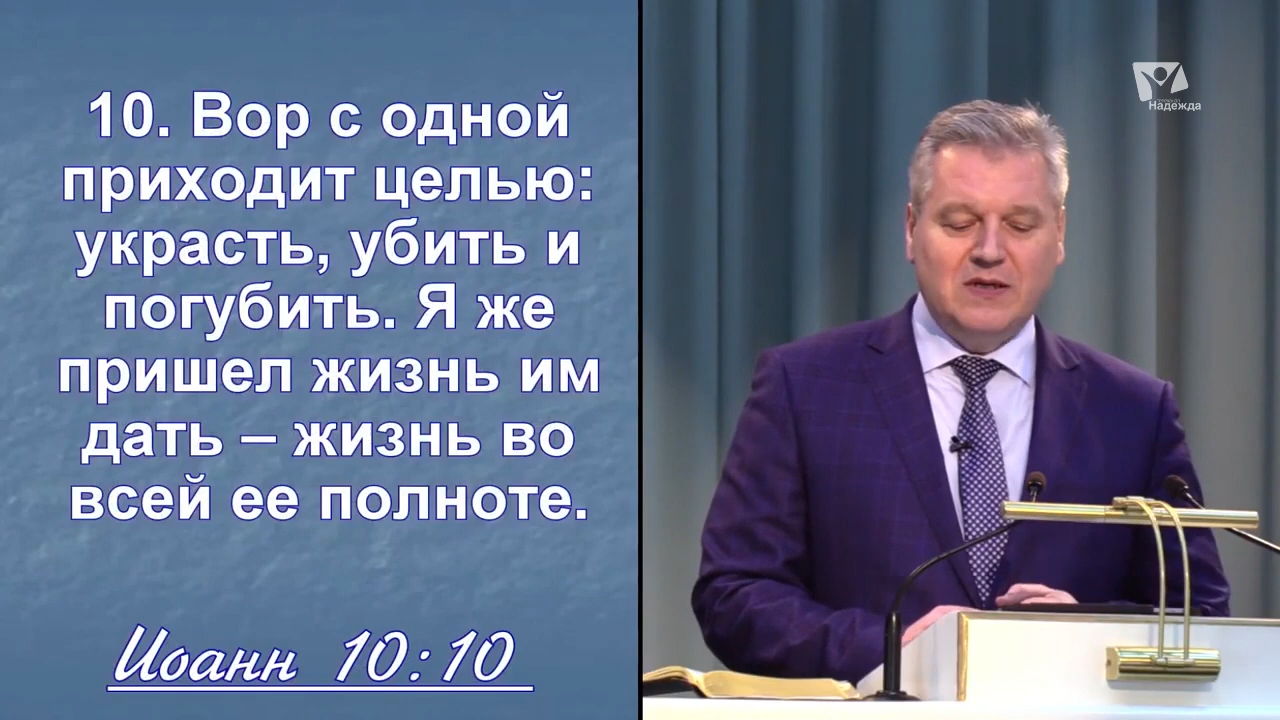 10. Вор с одной
приходит целью:
украсть, убить и
погубить. Я же
пришел жизнь им
дать – жизнь во
всей ее полноте.
Иоанн 10:10
Надежда